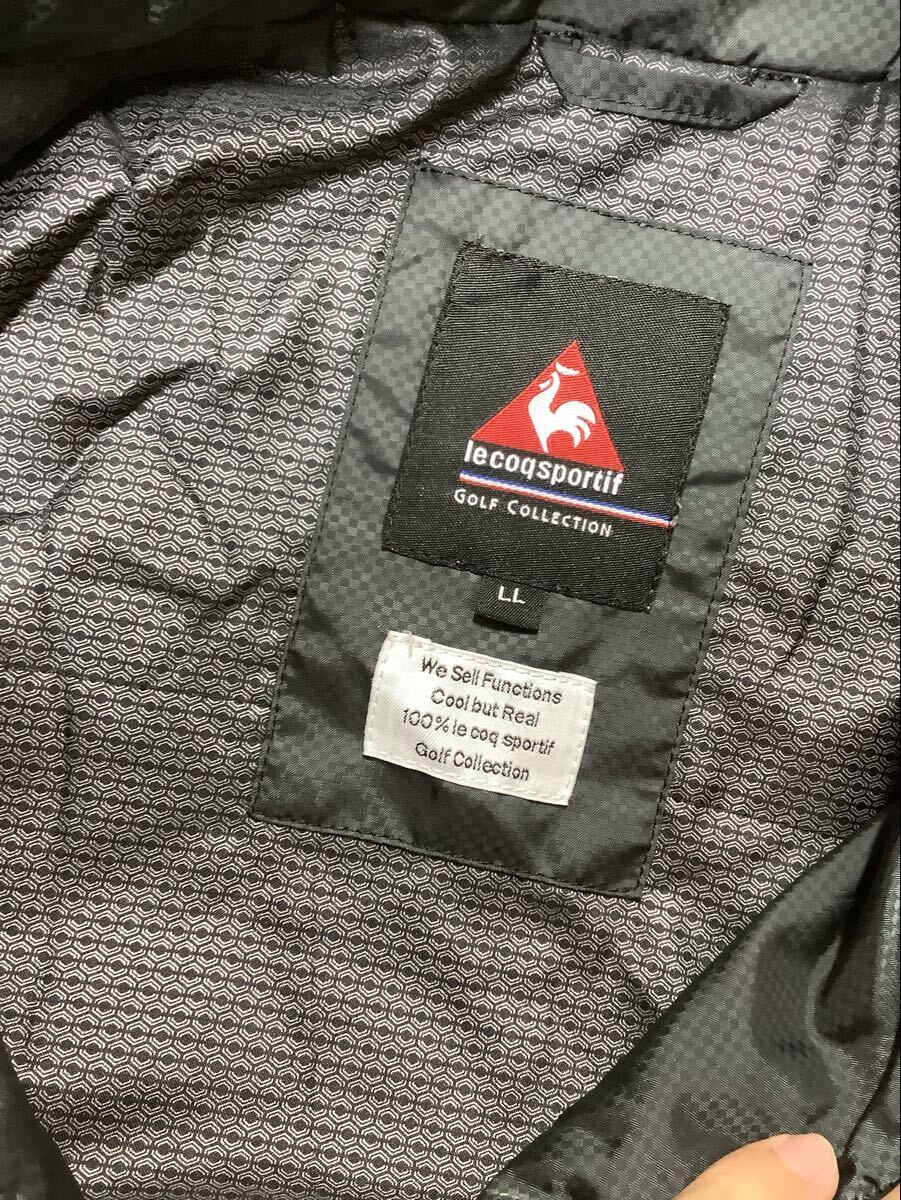 lecoqsportif
GOLF COLLECTION
LL
We Sell Functions
Cool but Real
100% le coq sportif
Golf Collection